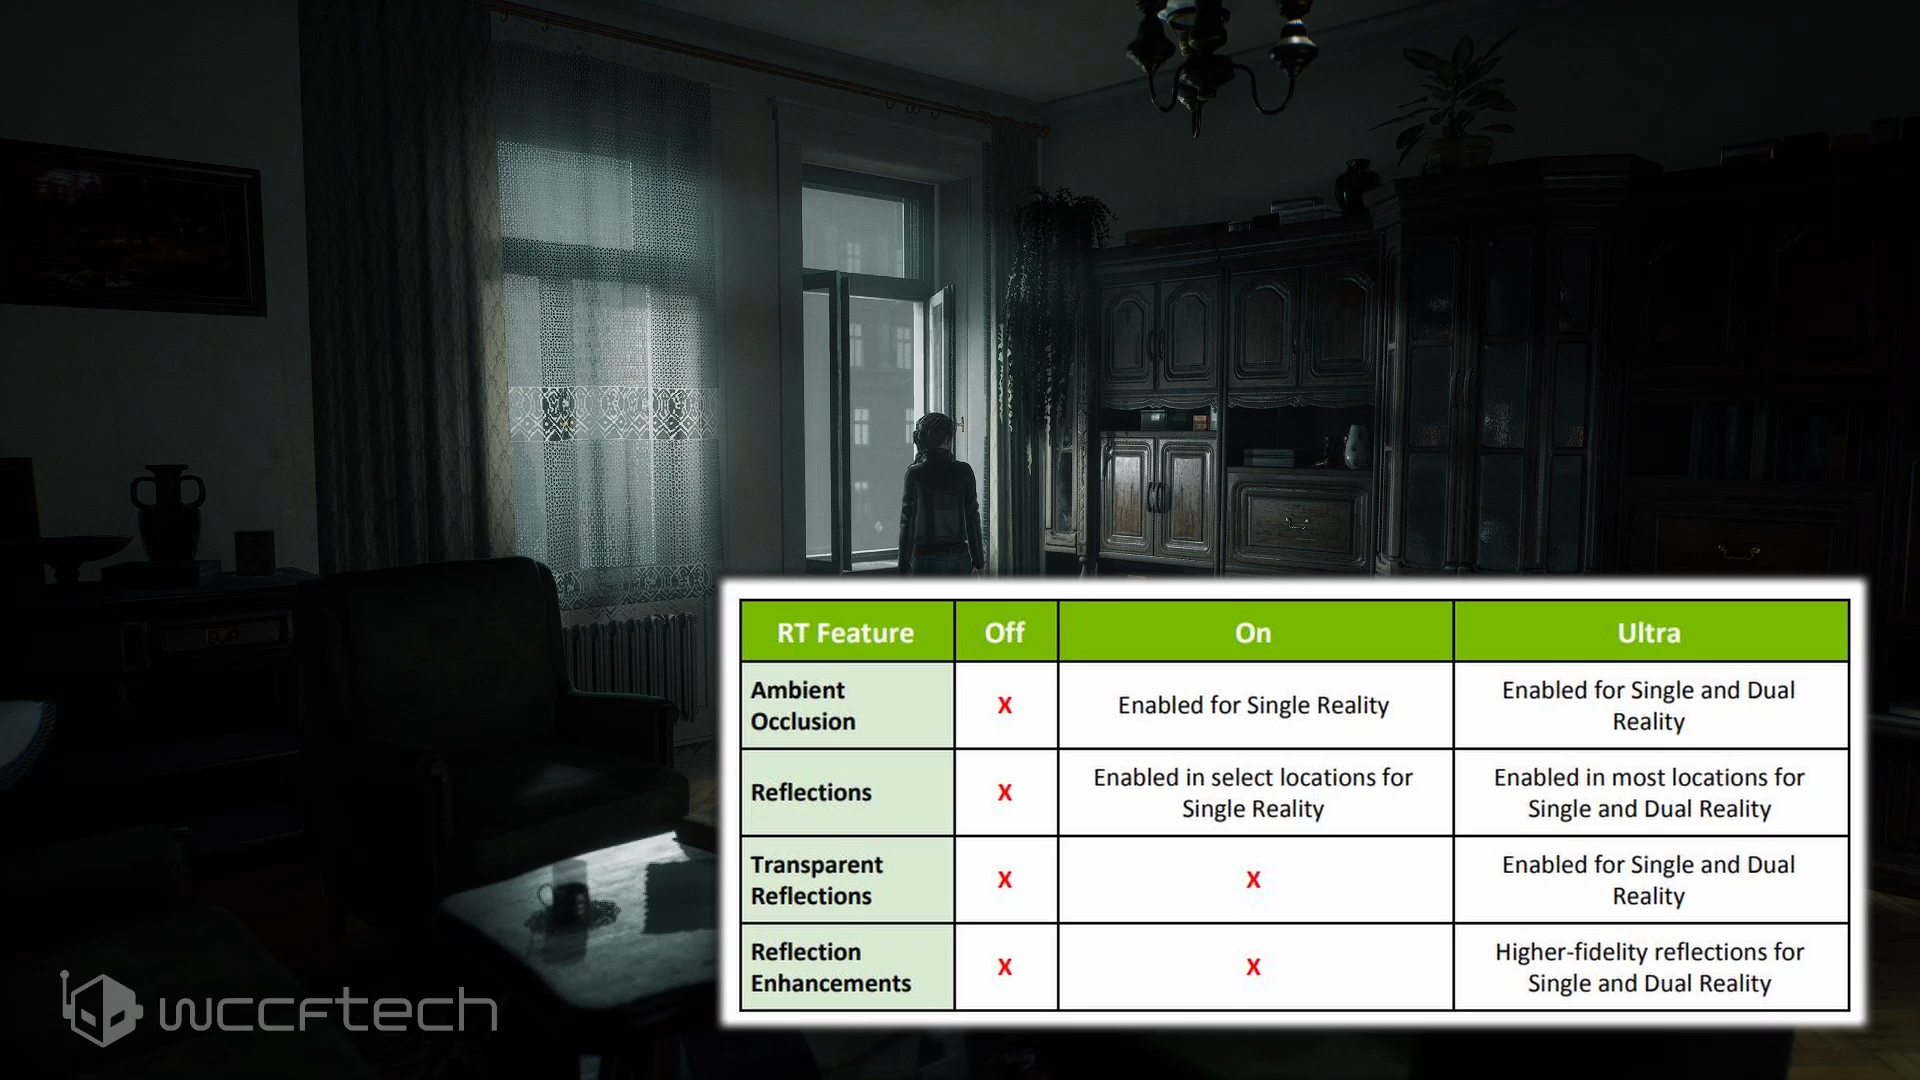 RT Feature Off On Ultra
Ambient
Occlusion
X
Enabled for Single Reality
Enabled for Single and Dual
Reality
Reflections
X
Enabled in select locations for
Single Reality
Enabled in most locations for
Single and Dual Reality
Transparent
Reflections
X
X
Enabled for Single and Dual
Reality
Reflection
Enhancements
X
X
Higher-fidelity reflections for
Single and Dual Reality
wccftech